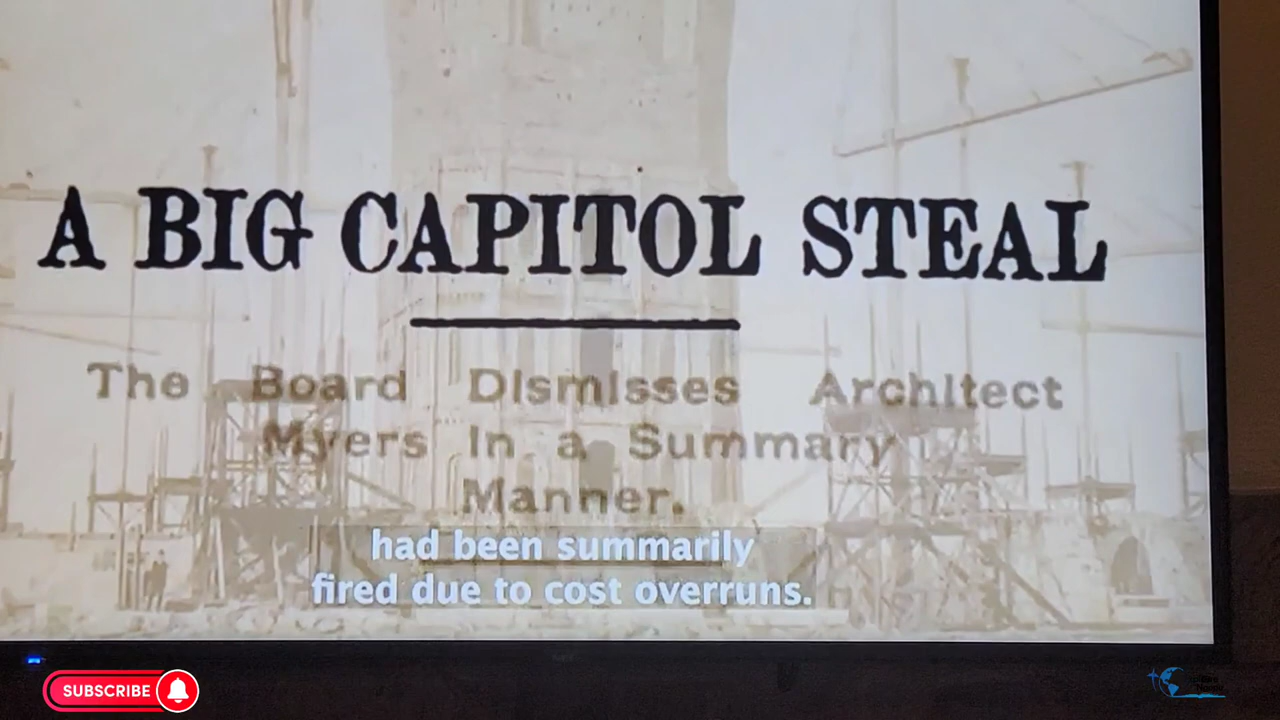 A BIG CAPITOL STEAL
The Board Dismisses Architect
Myers In a Summary
Manner.
had been summarily
fired due to cost overruns.
SUBSCRIBE